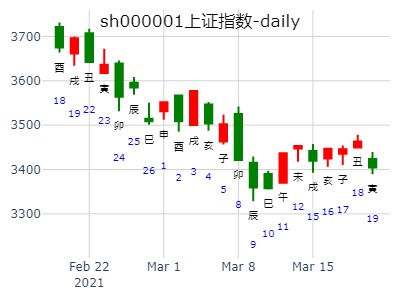 sh000001上证指数-daily
3700
3600
3500
3400
3300
酉 戌 丑 寅 卯 辰 巳 申 酉 戌 亥 子 卯 辰 巳 午 未 戌 亥 子 丑 寅
18 19 22 23 24 25 26 1 2 3 4 5 8 9 10 11 12 15 16 17 18 19
Feb 22 Mar 1 Mar 8 Mar 15
2021